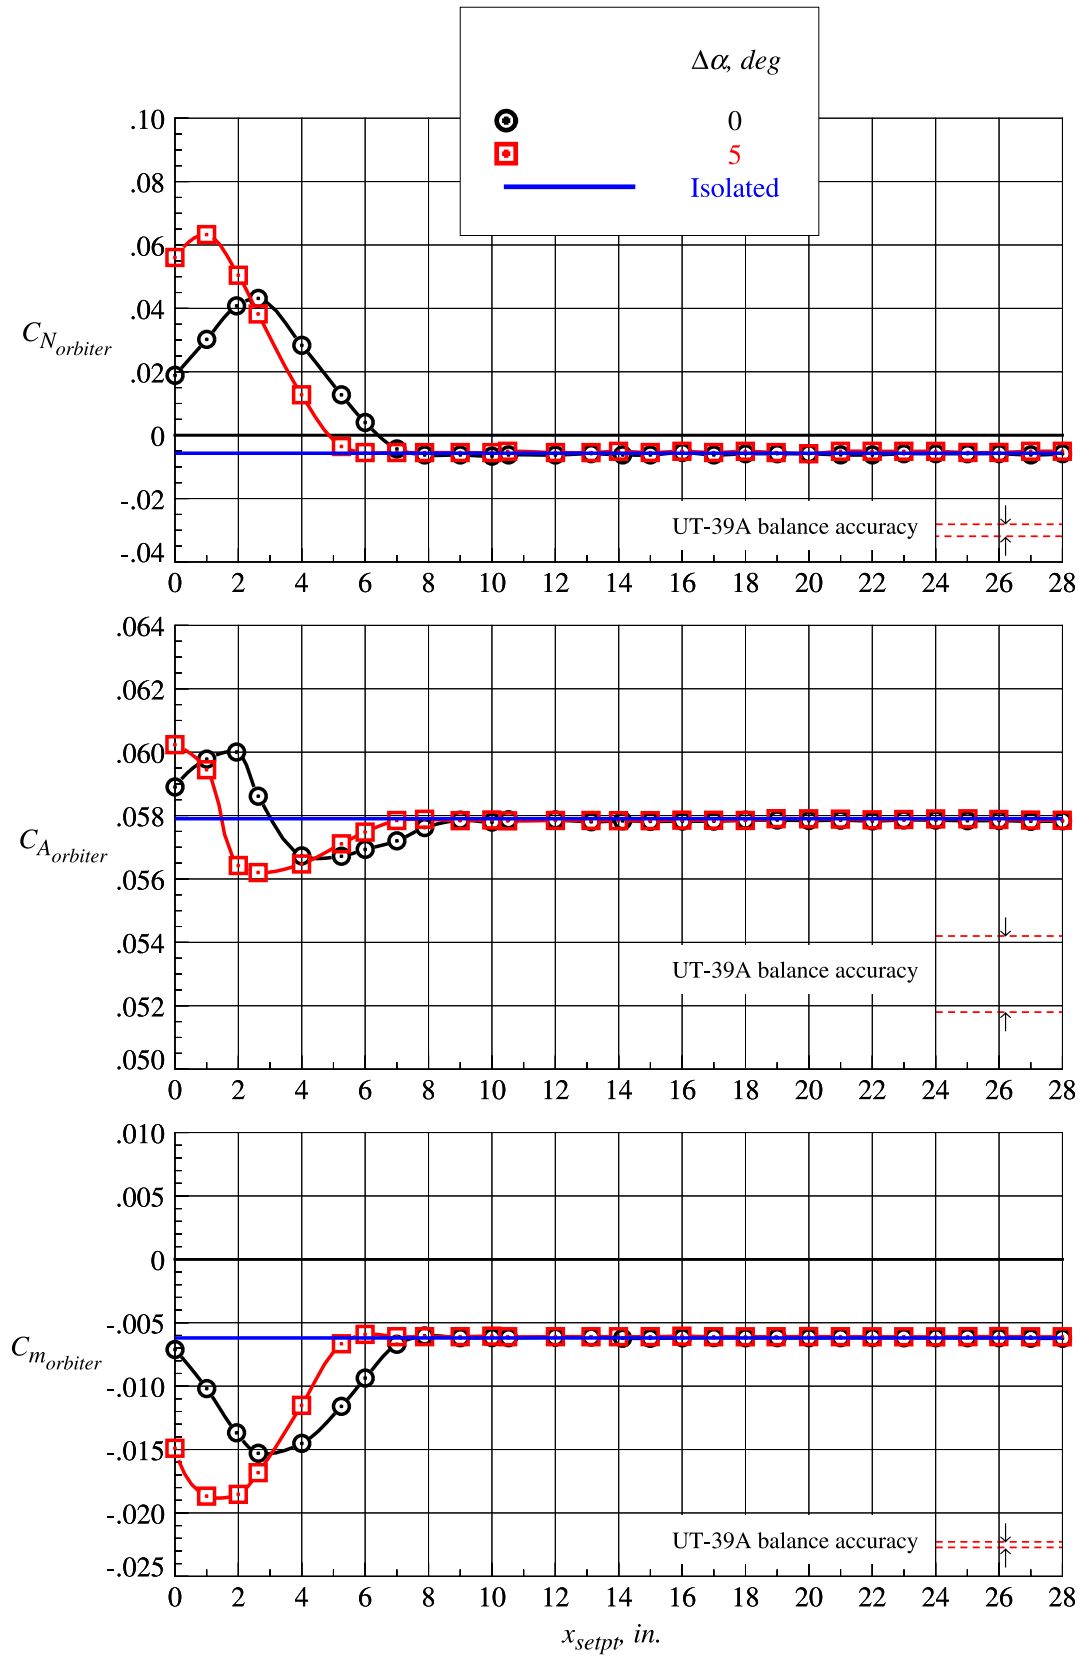 Δα, deg
0
5
Isolated
.10
.08
.06
.04
.02
0
-.02
-.04
C_N_orbiter
UT-39A balance accuracy
0 2 4 6 8 10 12 14 16 18 20 22 24 26 28
.064
.062
.060
.058
.056
.054
.052
.050
C_A_orbiter
UT-39A balance accuracy
0 2 4 6 8 10 12 14 16 18 20 22 24 26 28
.010
.005
0
-.005
-.010
-.015
-.020
-.025
C_m_orbiter
UT-39A balance accuracy
0 2 4 6 8 10 12 14 16 18 20 22 24 26 28
x_setpt, in.